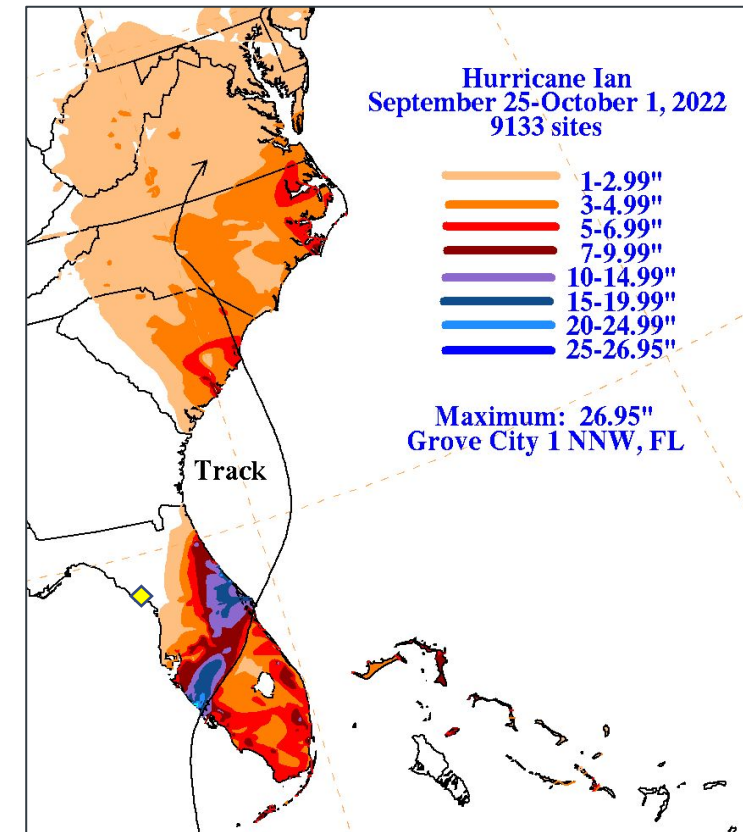 Hurricane Ian
September 25-October 1, 2022
9133 sites
1-2.99"
3-4.99"
5-6.99"
7-9.99"
10-14.99"
15-19.99"
20-24.99"
25-26.95"
Maximum: 26.95"
Grove City 1 NNW, FL
Track